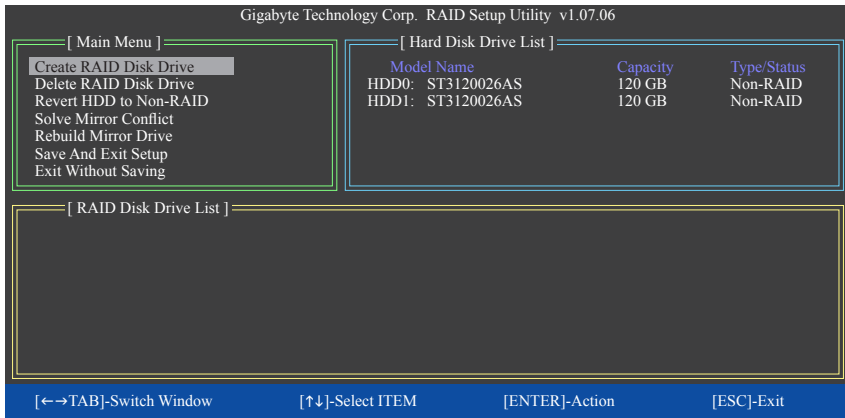 Gigabyte Technology Corp. RAID Setup Utility v1.07.06
[ Main Menu ]
Create RAID Disk Drive
Delete RAID Disk Drive
Revert HDD to Non-RAID
Solve Mirror Conflict
Rebuild Mirror Drive
Save And Exit Setup
Exit Without Saving
[ Hard Disk Drive List ]
Model Name Capacity Type/Status
HDD0: ST3120026AS 120 GB Non-RAID
HDD1: ST3120026AS 120 GB Non-RAID
[ RAID Disk Drive List ]
[←→TAB]-Switch Window [↑↓]-Select ITEM [ENTER]-Action [ESC]-Exit